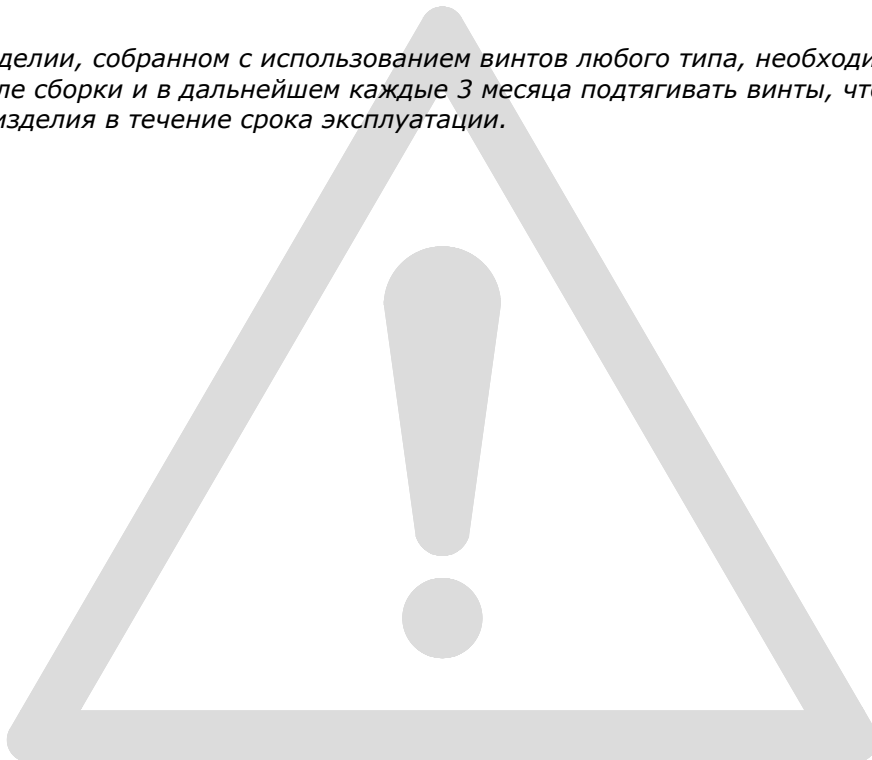 делии, собранном с использованием винтов любого типа, необходи
ле сборки и в дальнейшем каждые 3 месяца подтягивать винты, что
изделия в течение срока эксплуатации.